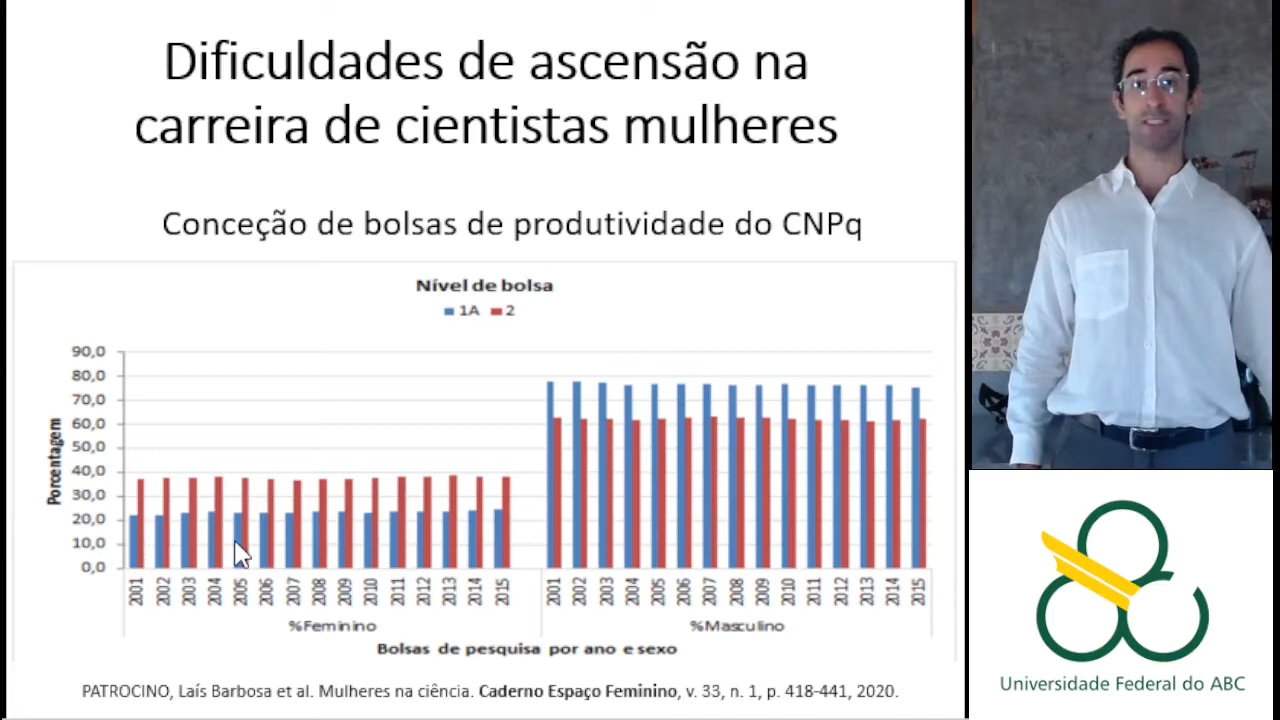 Dificuldades de ascensão na
carreira de cientistas mulheres
Conceção de bolsas de produtividade do CNPq
Nível de bolsa
1A 2
Porcentagem
90,0
80,0
70,0
60,0
50,0
40,0
30,0
20,0
10,0
0,0
2001 2002 2003 2004 2005 2006 2007 2008 2009 2010 2011 2012 2013 2014 2015 2001 2002 2003 2004 2005 2006 2007 2008 2009 2010 2011 2012 2013 2014 2015
%Feminino %Masculino
Bolsas de pesquisa por ano e sexo
PATROCINO, Laís Barbosa et al. Mulheres na ciência. Caderno Espaço Feminino, v. 33, n. 1, p. 418-441, 2020.
Universidade Federal do ABC